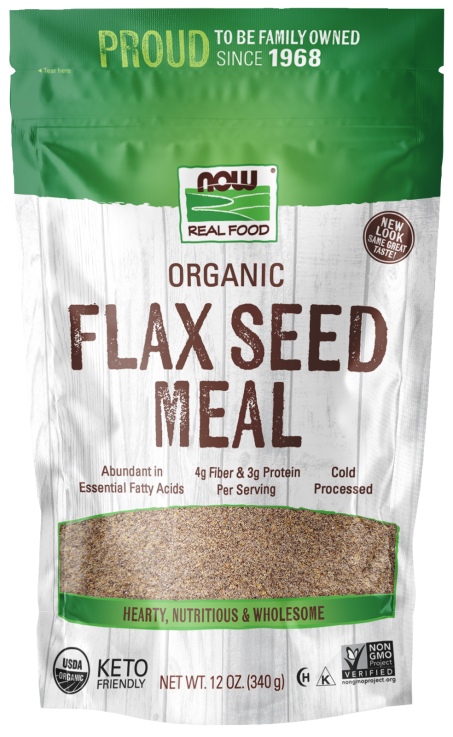 PROUD TO BE FAMILY OWNED
SINCE 1968
Tear here
now®
REAL FOOD
NEW
LOOK
SAME GREAT
TASTE!
ORGANIC
FLAX SEED
MEAL
Abundant in
Essential Fatty Acids
4g Fiber & 3g Protein
Per Serving
Cold
Processed
HEARTY, NUTRITIOUS & WHOLESOME
USDA
ORGANIC
KETO
FRIENDLY
NET WT. 12 OZ. (340 g)
H
K
NON
GMO
Project
VERIFIED
nongmoproject.org